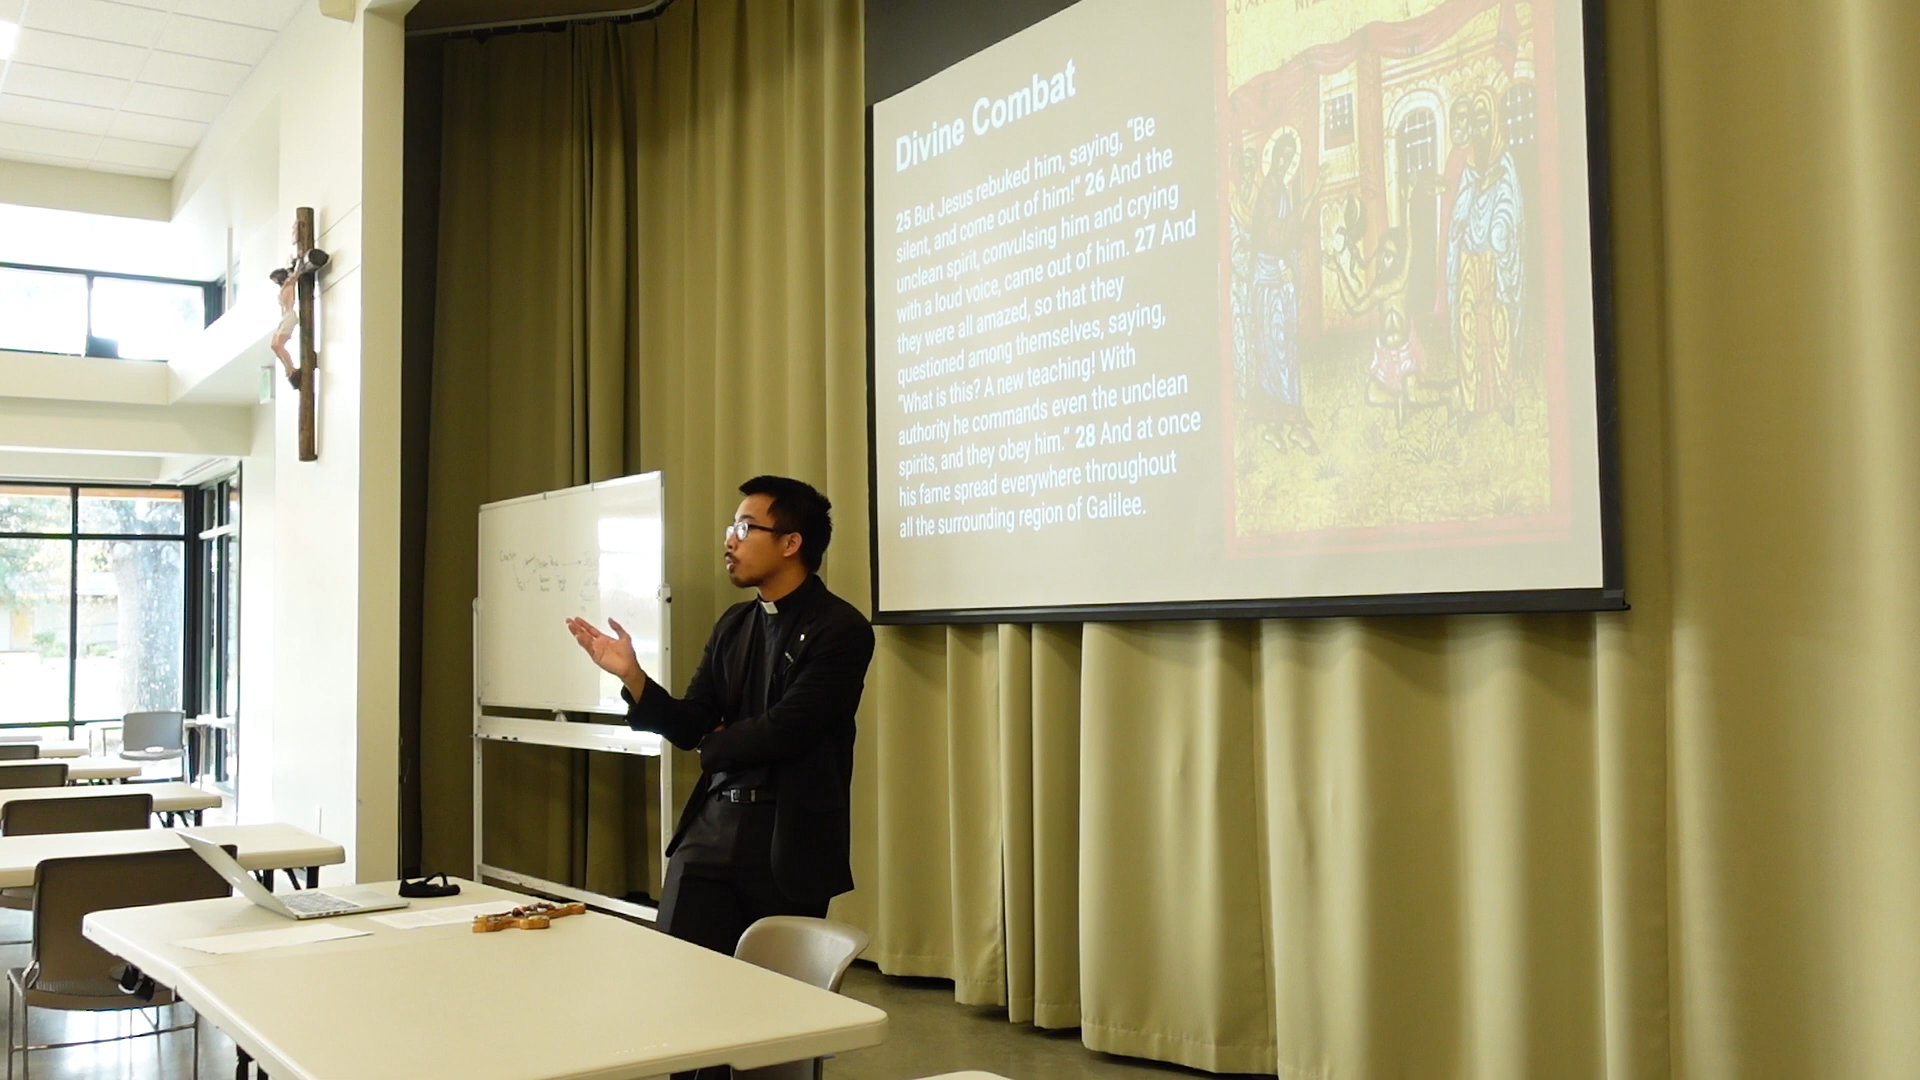 Divine Combat
25 But Jesus rebuked him, saying, "Be
silent, and come out of him!" 26 And the
unclean spirit, convulsing him and crying
with a loud voice, came out of him. 27 And
they were all amazed, so that they
questioned among themselves, saying,
"What is this? A new teaching! With
authority he commands even the unclean
spirits, and they obey him." 28 And at once
his fame spread everywhere throughout
all the surrounding region of Galilee.